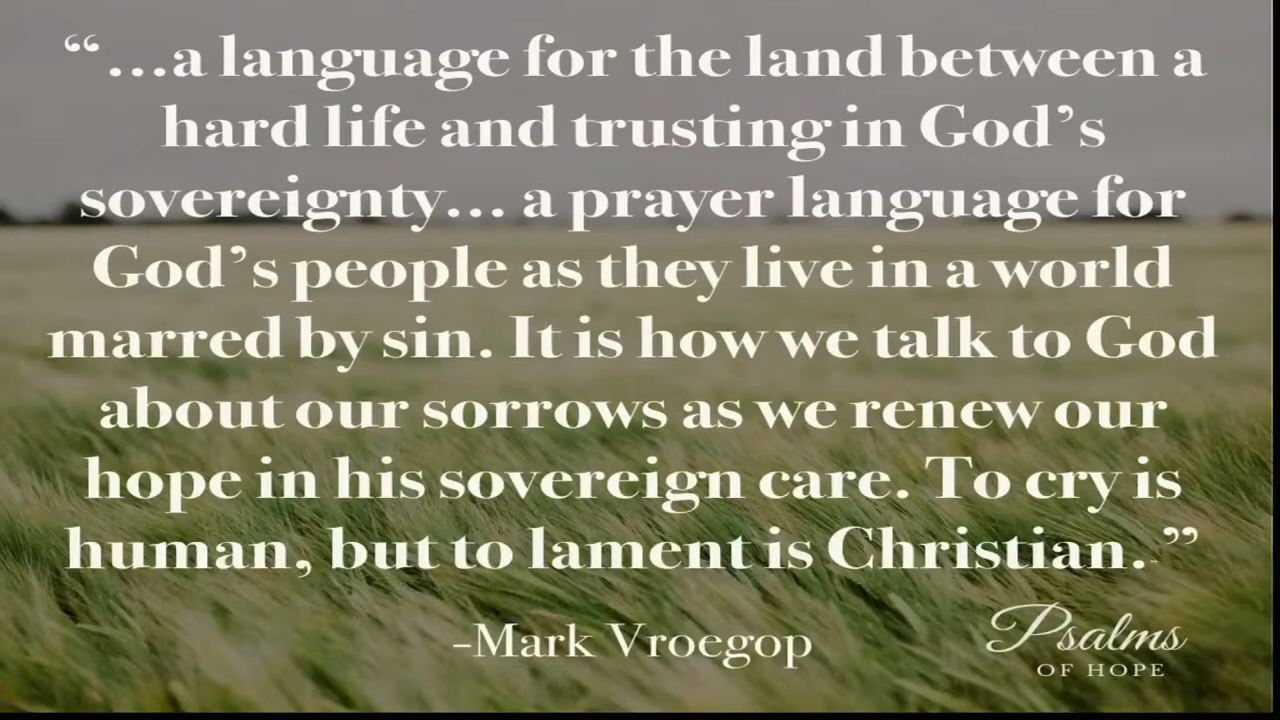 “…a language for the land between a
hard life and trusting in God’s
sovereignty… a prayer language for
God’s people as they live in a world
marred by sin. It is how we talk to God
about our sorrows as we renew our
hope in his sovereign care. To cry is
human, but to lament is Christian.”
–Mark Vroegop
Psalms
OF HOPE